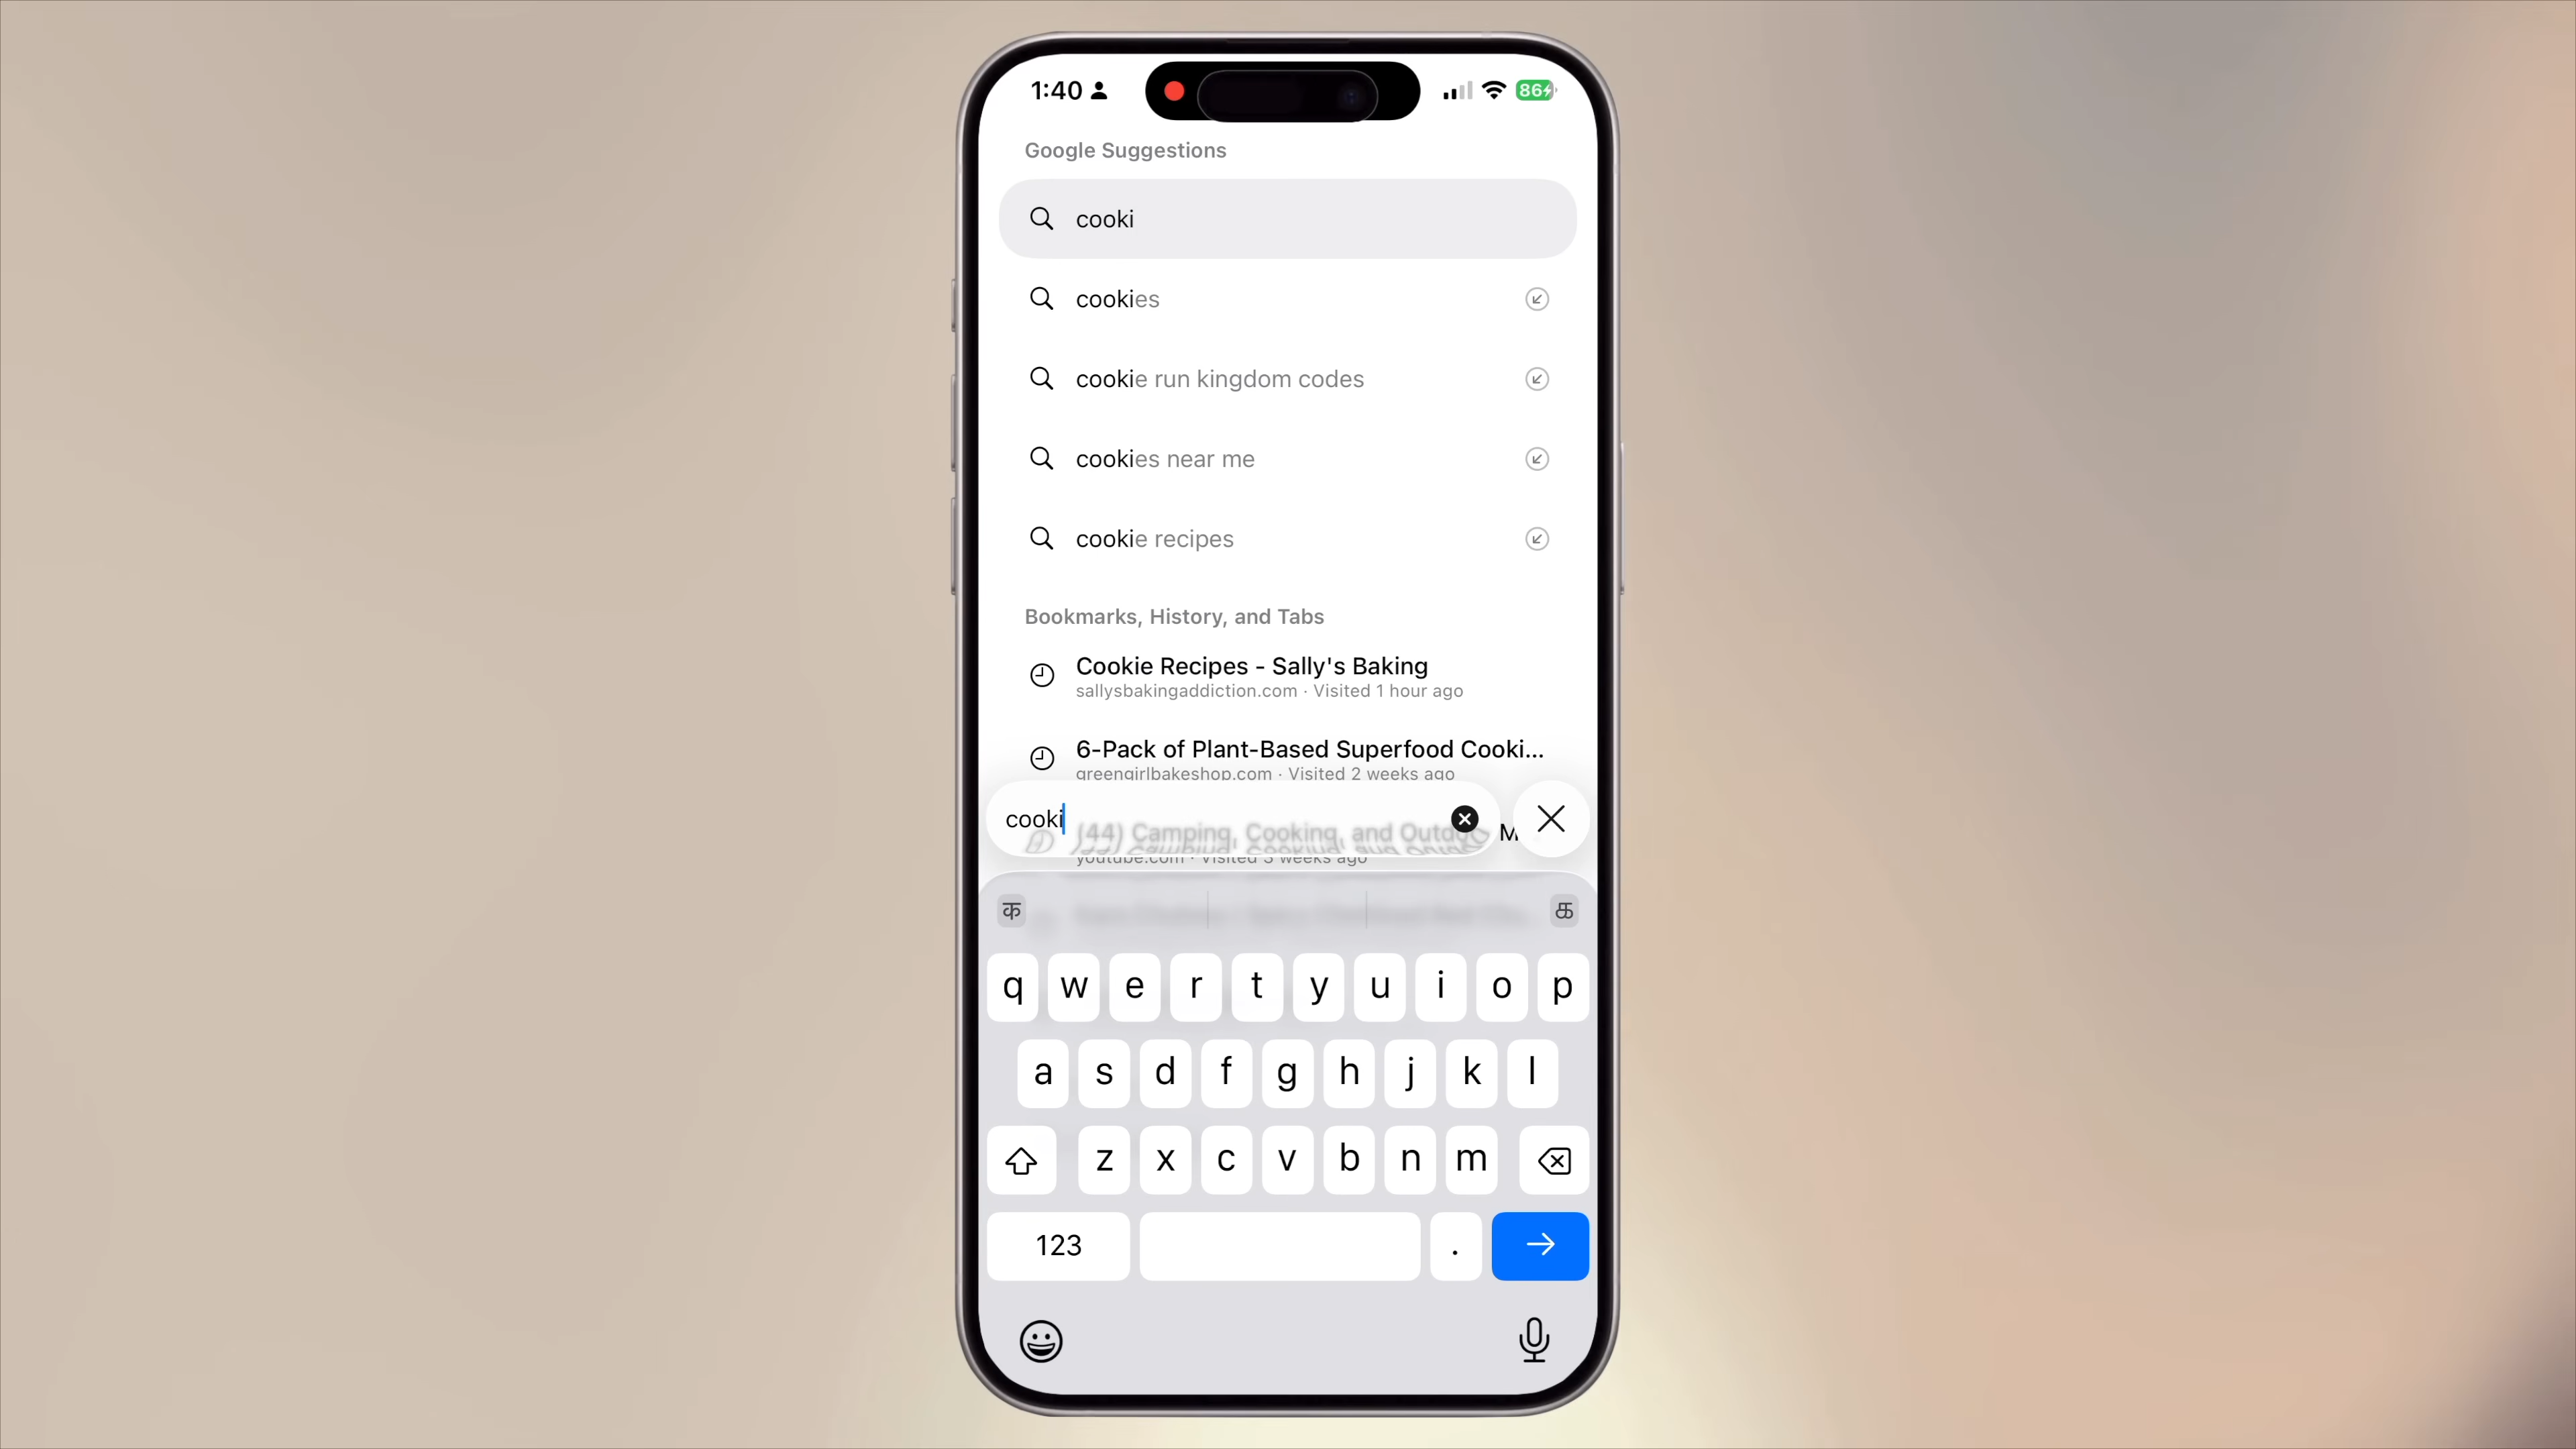 1:40
86
Google Suggestions
cooki
cookies
cookie run kingdom codes
cookies near me
cookie recipes
Bookmarks, History, and Tabs
Cookie Recipes - Sally's Baking
sallysbakingaddiction.com · Visited 1 hour ago
6-Pack of Plant-Based Superfood Cooki...
greengirlbakeshop.com · Visited 2 weeks ago
cooki
(44) Camping, Cooking, and M
youtube.com · Visited 3 weeks ago
क க
q w e r t y u i o p
a s d f g h j k l
z x c v b n m
123 .